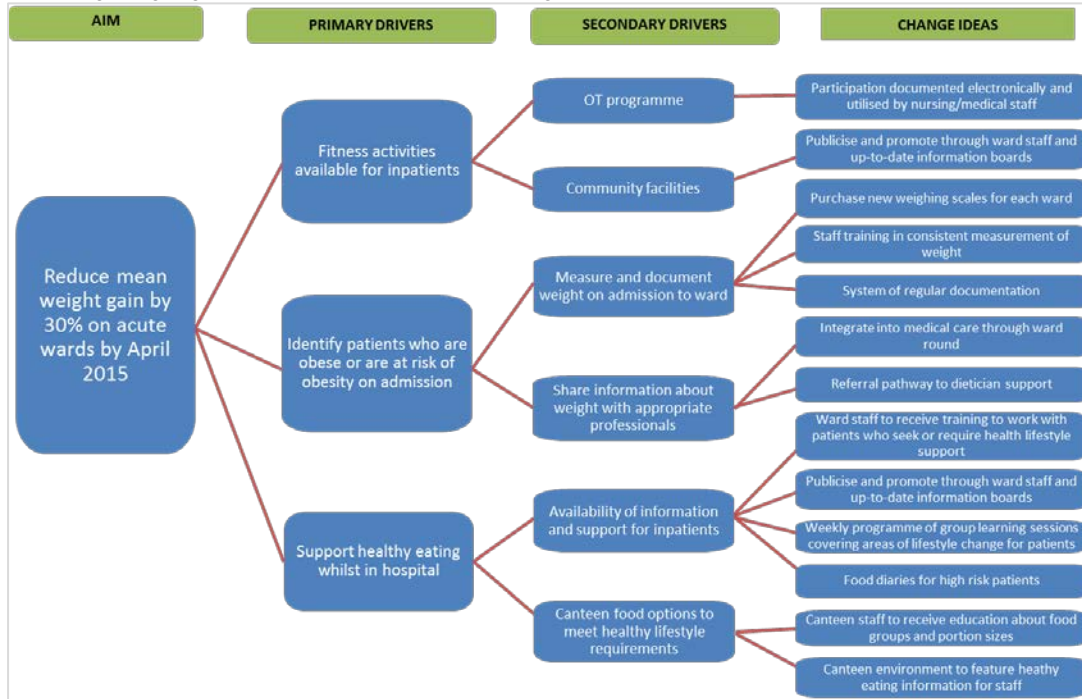 AIM
PRIMARY DRIVERS
SECONDARY DRIVERS
CHANGE IDEAS
Reduce mean
weight gain by
30% on acute
wards by April
2015
Fitness activities
available for inpatients
Identify patients who are
obese or are at risk of
obesity on admission
Support healthy eating
whilst in hospital
OT programme
Community facilities
Measure and document
weight on admission to ward
Share information about
weight with appropriate
professionals
Availability of information
and support for inpatients
Canteen food options to
meet healthy lifestyle
requirements
Participation documented electronically and
utilised by nursing/medical staff
Publicise and promote through ward staff and
up-to-date information boards
Purchase new weighing scales for each ward
Staff training in consistent measurement of
weight
System of regular documentation
Integrate into medical care through ward
round
Referral pathway to dietician support
Ward staff to receive training to work with
patients who seek or require health lifestyle
support
Publicise and promote through ward staff and
up-to-date information boards
Weekly programme of group learning sessions
covering areas of lifestyle change for patients
Food diaries for high risk patients
Canteen staff to receive education about food
groups and portion sizes
Canteen environment to feature heathy
eating information for staff